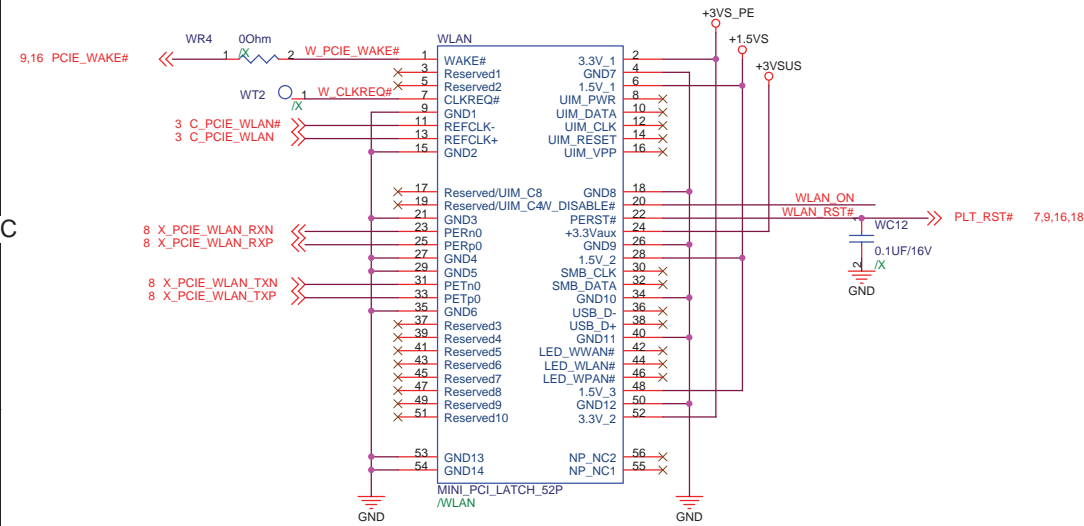 +3VS_PE
+1.5VS
+3VSUS
WR4 0Ohm
WLAN
9,16 PCIE_WAKE# 1 /X 2 W_PCIE_WAKE# 1 WAKE# 3.3V_1 2
3 Reserved1 GND7 4
5 Reserved2 1.5V_1 6
WT2 1 /X W_CLKREQ# 7 CLKREQ# UIM_PWR 8
9 GND1 UIM_DATA 10
3 C_PCIE_WLAN# 11 REFCLK- UIM_CLK 12
3 C_PCIE_WLAN 13 REFCLK+ UIM_RESET 14
15 GND2 UIM_VPP 16
17 Reserved/UIM_C8 GND8 18
19 Reserved/UIM_C4 W_DISABLE# 20 WLAN_ON
21 GND3 PERST# 22 WLAN_RST# PLT_RST# 7,9,16,18
C
8 X_PCIE_WLAN_RXN 23 PERn0 +3.3Vaux 24
8 X_PCIE_WLAN_RXP 25 PERp0 GND9 26
1 WC12
0.1UF/16V
2 /X
GND
27 GND4 1.5V_2 28
29 GND5 SMB_CLK 30
8 X_PCIE_WLAN_TXN 31 PETn0 SMB_DATA 32
8 X_PCIE_WLAN_TXP 33 PETp0 GND10 34
35 GND6 USB_D- 36
37 Reserved3 USB_D+ 38
39 Reserved4 GND11 40
41 Reserved5 LED_WWAN# 42
43 Reserved6 LED_WLAN# 44
45 Reserved7 LED_WPAN# 46
47 Reserved8 1.5V_3 48
49 Reserved9 GND12 50
51 Reserved10 3.3V_2 52
53 GND13 NP_NC2 56
54 GND14 NP_NC1 55
MINI_PCI_LATCH_52P
/WLAN
GND GND